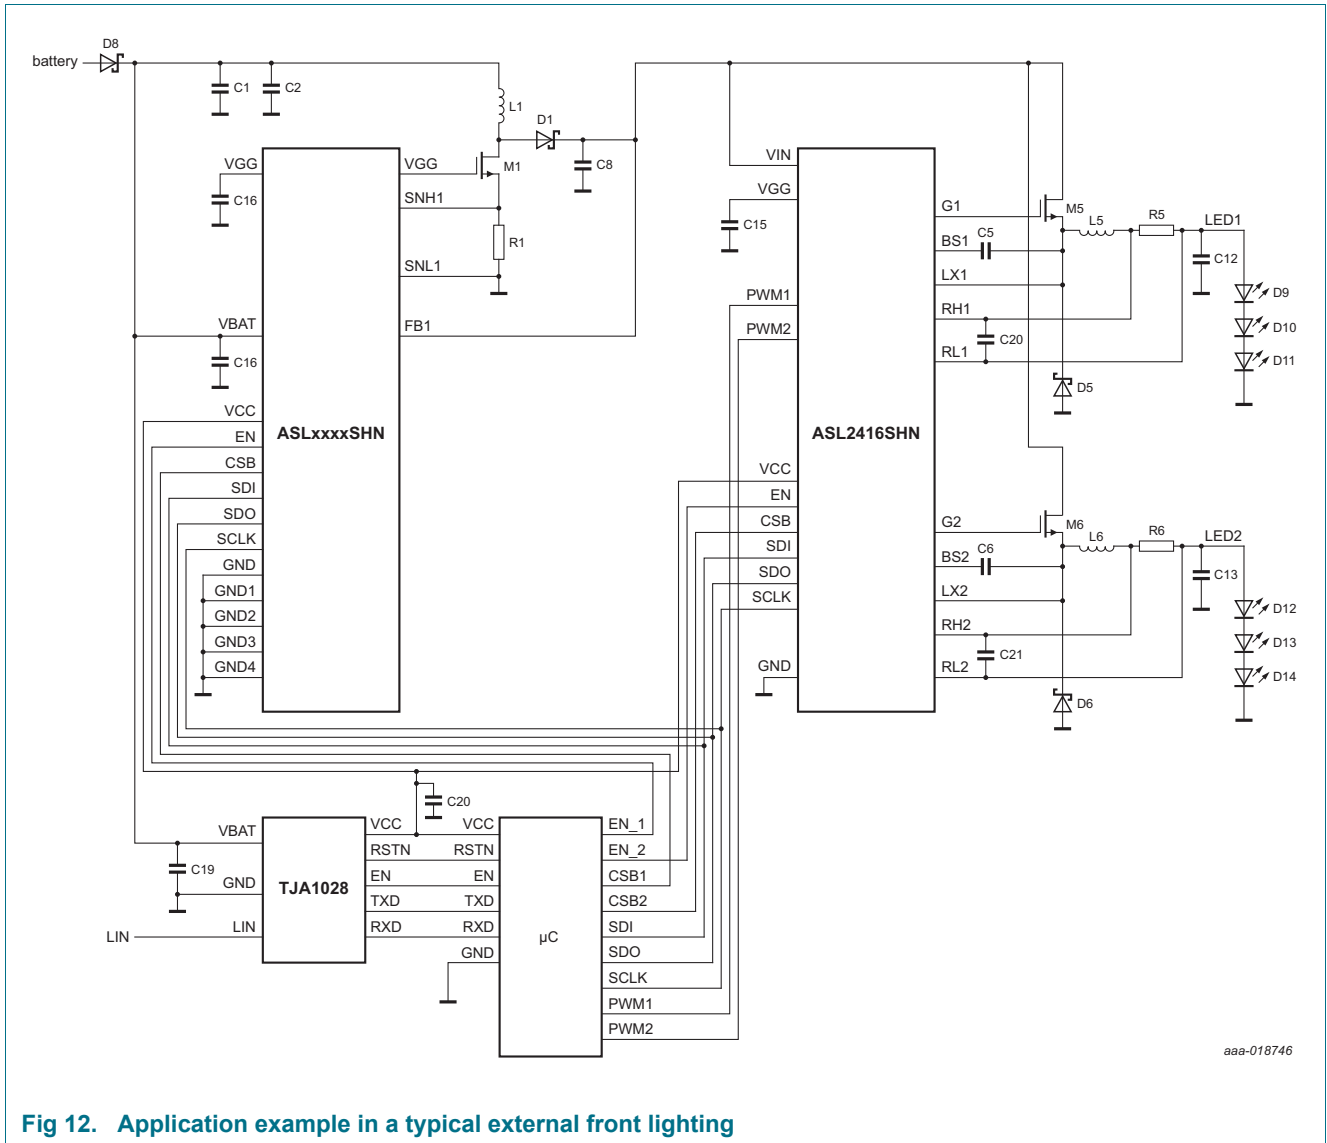 battery
D8
C1
C2
L1
D1
C8
M1
R1
VGG
C16
VBAT
C16
VCC
EN
CSB
SDI
SDO
SCLK
GND
GND1
GND2
GND3
GND4
ASLxxxxSHN
VGG
SNH1
SNL1
FB1
VIN
VGG
C15
PWM1
PWM2
VCC
EN
CSB
SDI
SDO
SCLK
GND
ASL2416SHN
G1
BS1
LX1
RH1
RL1
G2
BS2
LX2
RH2
RL2
M5
C5
L5
R5
LED1
C12
C20
D5
D9
D10
D11
M6
C6
L6
R6
LED2
C13
C21
D6
D12
D13
D14
C20
VBAT
C19
GND
LIN
LIN
TJA1028
VCC
RSTN
EN
TXD
RXD
VCC
RSTN
EN
TXD
RXD
GND
µC
EN_1
EN_2
CSB1
CSB2
SDI
SDO
SCLK
PWM1
PWM2
aaa-018746
Fig 12. Application example in a typical external front lighting